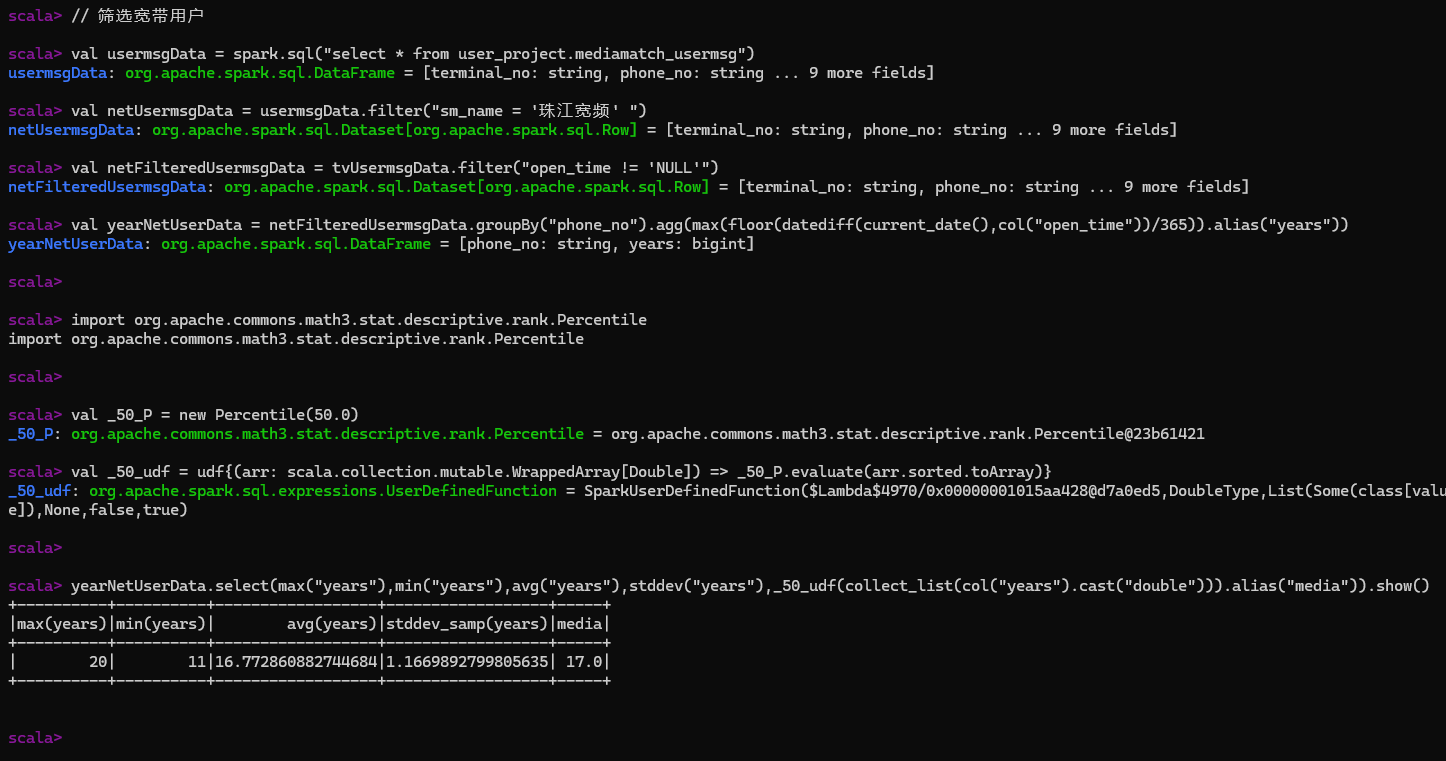 scala> // 筛选宽带用户
scala> val usermsgData = spark.sql("select * from user_project.mediamatch_usermsg")
usermsgData: org.apache.spark.sql.DataFrame = [terminal_no: string, phone_no: string ... 9 more fields]
scala> val netUsermsgData = usermsgData.filter("sm_name = '珠江宽频' ")
netUsermsgData: org.apache.spark.sql.Dataset[org.apache.spark.sql.Row] = [terminal_no: string, phone_no: string ... 9 more fields]
scala> val netFilteredUsermsgData = tvUsermsgData.filter("open_time != 'NULL'")
netFilteredUsermsgData: org.apache.spark.sql.Dataset[org.apache.spark.sql.Row] = [terminal_no: string, phone_no: string ... 9 more fields]
scala> val yearNetUserData = netFilteredUsermsgData.groupBy("phone_no").agg(max(floor(datediff(current_date(),col("open_time"))/365)).alias("years"))
yearNetUserData: org.apache.spark.sql.DataFrame = [phone_no: string, years: bigint]
scala>
scala> import org.apache.commons.math3.stat.descriptive.rank.Percentile
import org.apache.commons.math3.stat.descriptive.rank.Percentile
scala>
scala> val _50_P = new Percentile(50.0)
_50_P: org.apache.commons.math3.stat.descriptive.rank.Percentile = org.apache.commons.math3.stat.descriptive.rank.Percentile@23b61421
scala> val _50_udf = udf{(arr: scala.collection.mutable.WrappedArray[Double]) => _50_P.evaluate(arr.sorted.toArray)}
_50_udf: org.apache.spark.sql.expressions.UserDefinedFunction = SparkUserDefinedFunction($Lambda$4970/0x00000001015aa428@d7a0ed5,DoubleType,List(Some(class[valu
e]),None,false,true)
scala>
scala> yearNetUserData.select(max("years"),min("years"),avg("years"),stddev("years"),_50_udf(collect_list(col("years").cast("double"))).alias("media")).show()
+----------+----------+------------------+------------------+-----+
|max(years)|min(years)|        avg(years)|stddev_samp(years)|media|
+----------+----------+------------------+------------------+-----+
|        20|        11|16.772860882744684|1.1669892799805635| 17.0|
+----------+----------+------------------+------------------+-----+
scala>